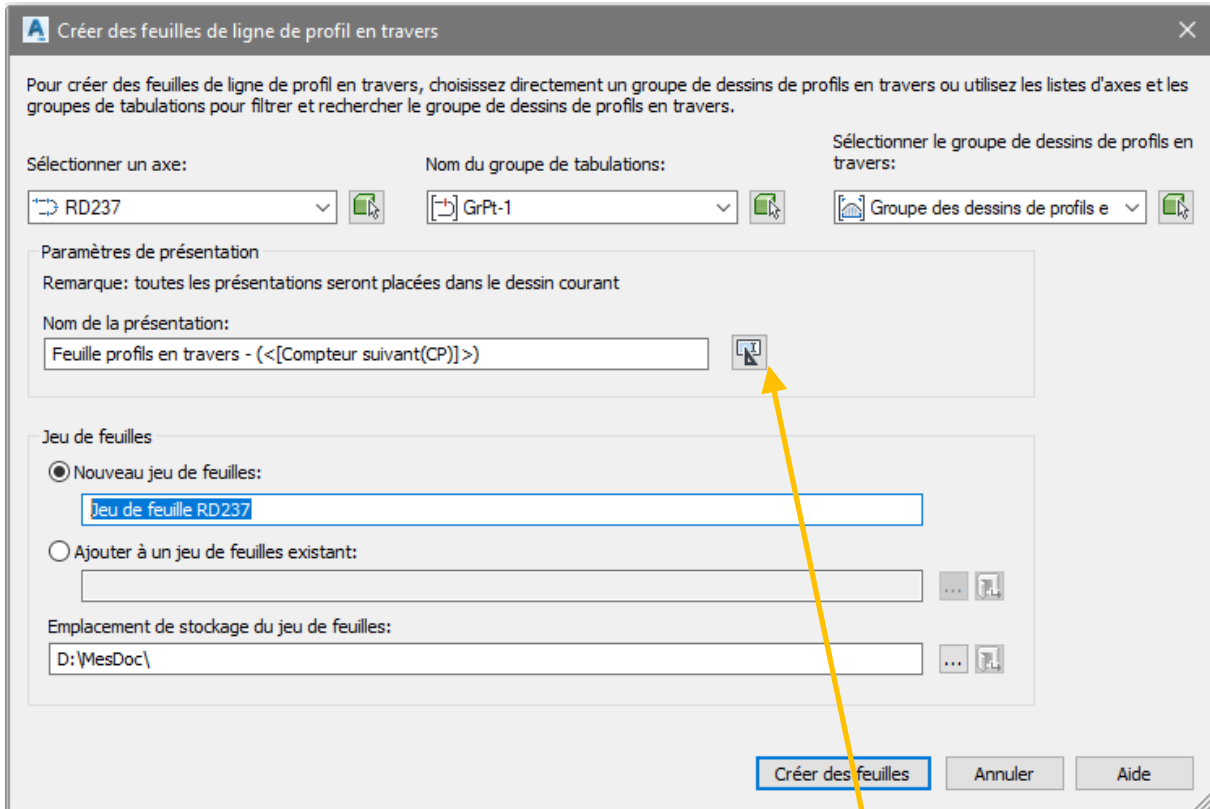 Créer des feuilles de ligne de profil en travers
Pour créer des feuilles de ligne de profil en travers, choisissez directement un groupe de dessins de profils en travers ou utilisez les listes d'axes et les
groupes de tabulations pour filtrer et rechercher le groupe de dessins de profils en travers.
Sélectionner un axe:
RD237
Nom du groupe de tabulations:
GrPt-1
Sélectionner le groupe de dessins de profils en
travers:
Groupe des dessins de profils e
Paramètres de présentation
Remarque: toutes les présentations seront placées dans le dessin courant
Nom de la présentation:
Feuille profils en travers - (<[Compteur suivant(CP)]>)
Jeu de feuilles
Nouveau jeu de feuilles:
Jeu de feuille RD237
Ajouter à un jeu de feuilles existant:
...
Emplacement de stockage du jeu de feuilles:
D:\MesDoc\
...
Créer des feuilles
Annuler
Aide